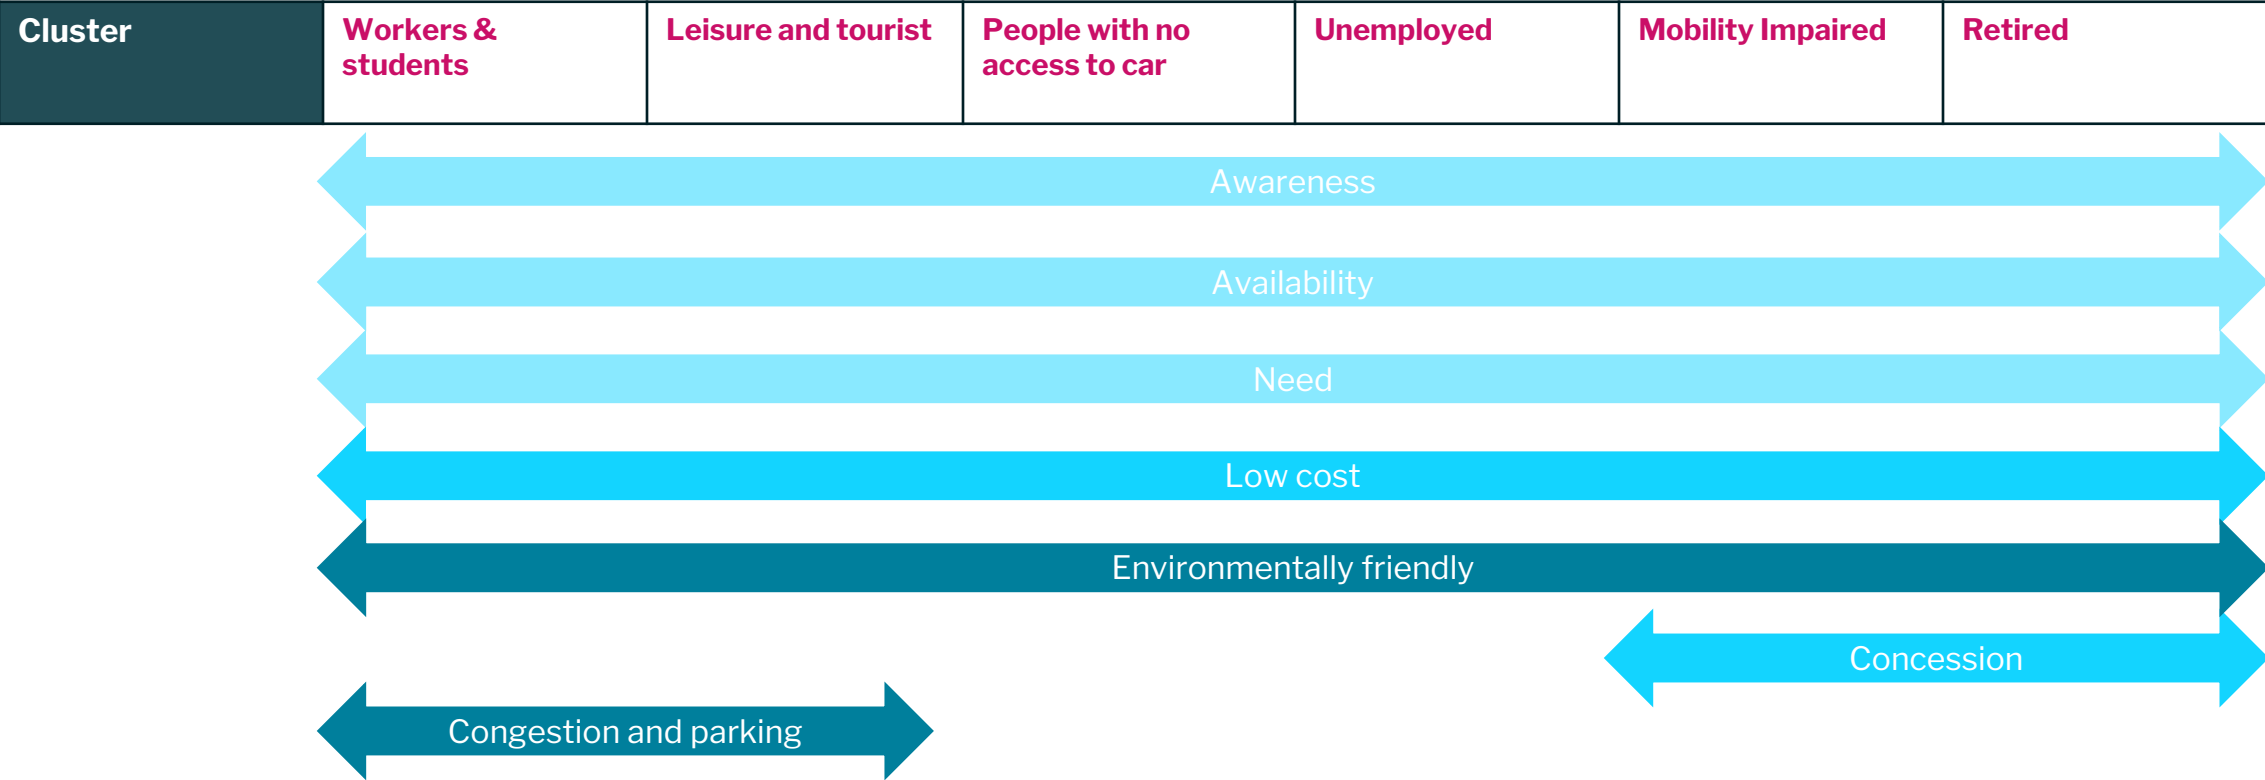 Cluster
Workers &
students
Leisure and tourist
People with no
access to car
Unemployed
Mobility Impaired
Retired
Awareness
Availability
Need
Low cost
Environmentally friendly
Concession
Congestion and parking